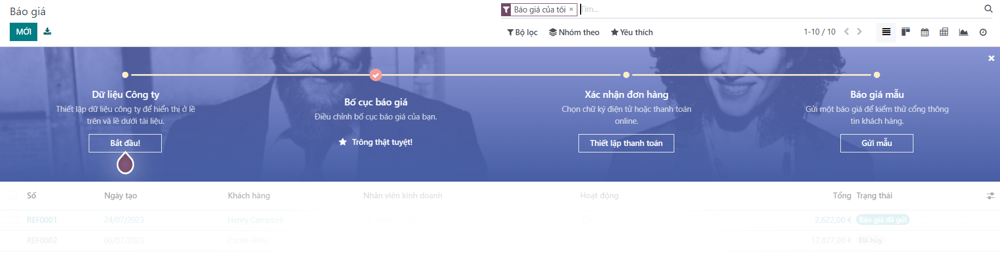 Báo giá
Báo giá của tôi ×
Tìm...
MỚI
Bộ lọc
Nhóm theo
Yêu thích
1-10 / 10
Dữ liệu Công ty
Thiết lập dữ liệu công ty để hiển thị ở lề
trên và lề dưới tài liệu.
Bắt đầu!
Bố cục báo giá
Điều chỉnh bố cục báo giá của bạn.
Trông thật tuyệt!
Xác nhận đơn hàng
Chọn chữ ký điện tử hoặc thanh toán
online.
Thiết lập thanh toán
Báo giá mẫu
Gửi một báo giá để kiểm thử cổng thông
tin khách hàng.
Gửi mẫu
Số Ngày tạo Khách hàng Nhân viên kinh doanh Hoạt động Tổng Trạng thái
REF0001 24/07/2023 Henry Campbell 2.622,00 € Báo giá đã gửi
REF0002 06/07/2023 Carrie Helle 17.877,00 € Đã hủy